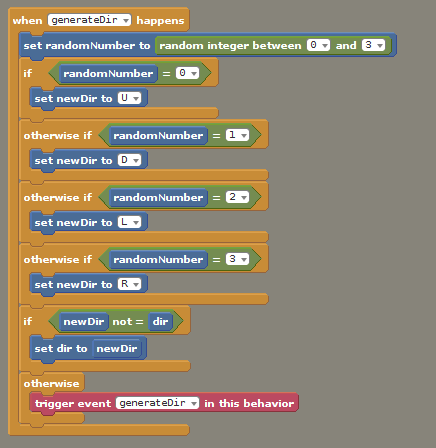 when generateDir happens
set randomNumber to random integer between 0 and 3
if randomNumber = 0
set newDir to U
otherwise if randomNumber = 1
set newDir to D
otherwise if randomNumber = 2
set newDir to L
otherwise if randomNumber = 3
set newDir to R
if newDir not = dir
set dir to newDir
otherwise
trigger event generateDir in this behavior